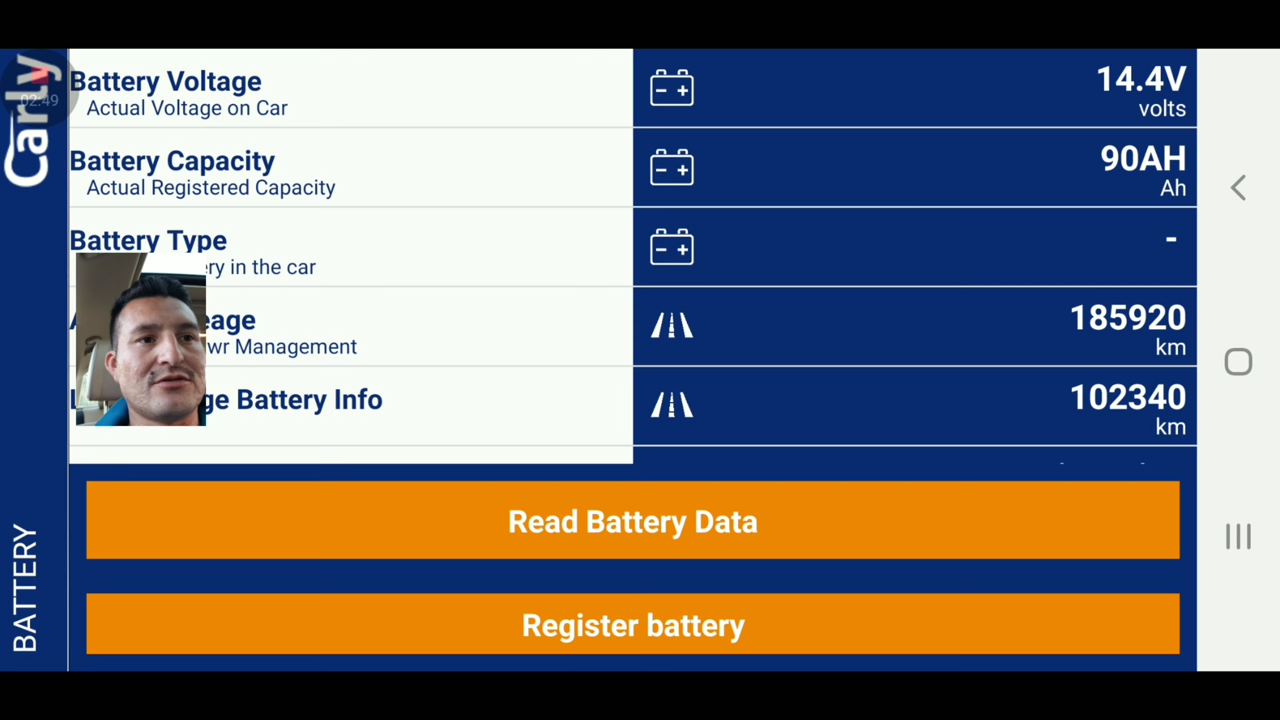 Carly
02:49
BATTERY
Battery Voltage
Actual Voltage on Car
14.4V
volts
Battery Capacity
Actual Registered Capacity
90AH
Ah
Battery Type
ery in the car
-
eage
wr Management
185920
km
ge Battery Info
102340
km
Read Battery Data
Register battery